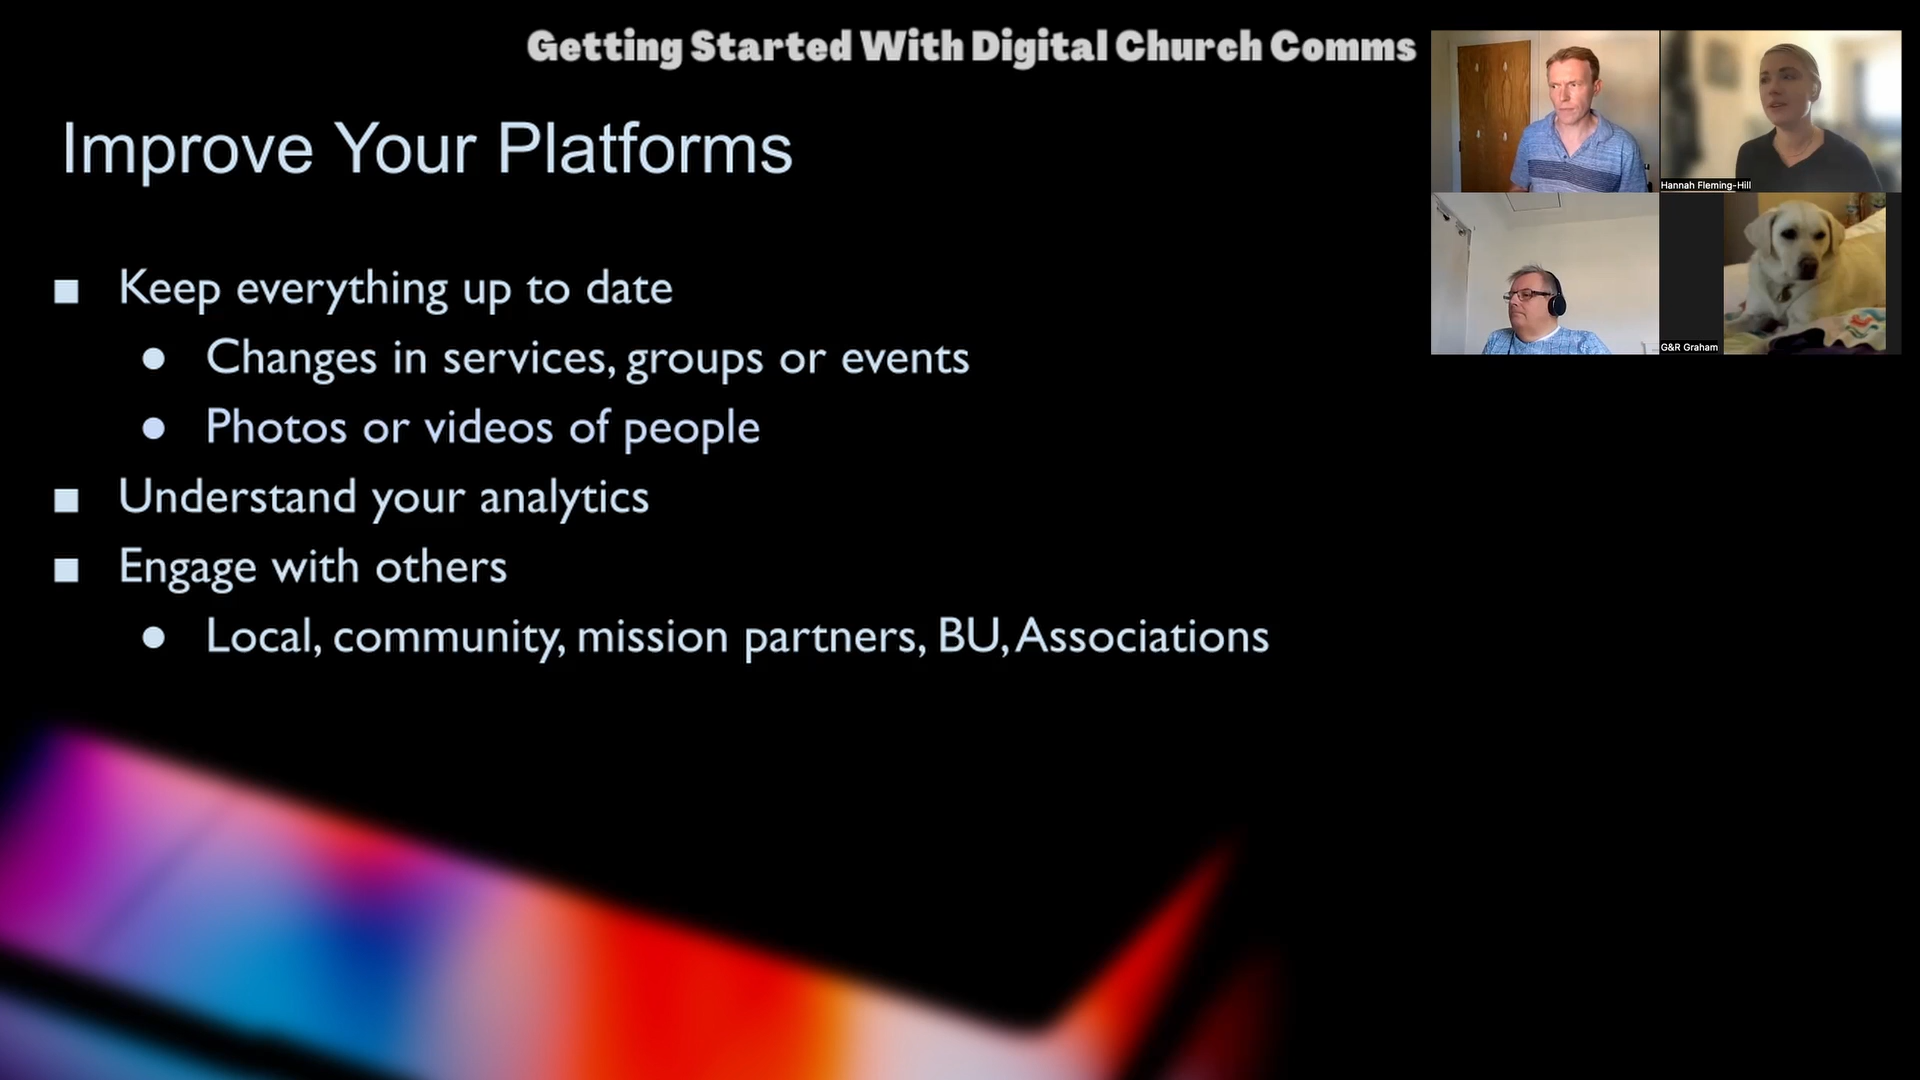 Getting Started With Digital Church Comms
Improve Your Platforms
Keep everything up to date
Changes in services, groups or events
Photos or videos of people
Understand your analytics
Engage with others
Local, community, mission partners, BU, Associations
Hannah Fleming-Hill
G&R Graham